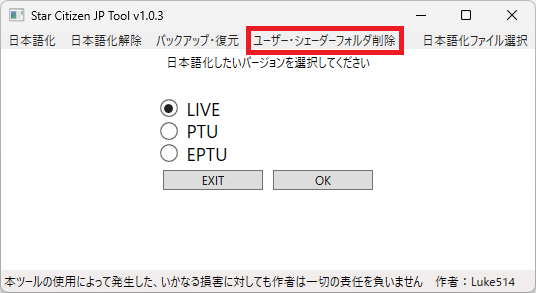 Star Citizen JP Tool v1.0.3
日本語化 日本語化解除 バックアップ・復元 ユーザー・シェーダーフォルダ削除 日本語化ファイル選択
日本語化したいバージョンを選択してください
LIVE
PTU
EPTU
EXIT OK
本ツールの使用によって発生した、いかなる損害に対しても作者は一切の責任を負いません 作者：Luke514